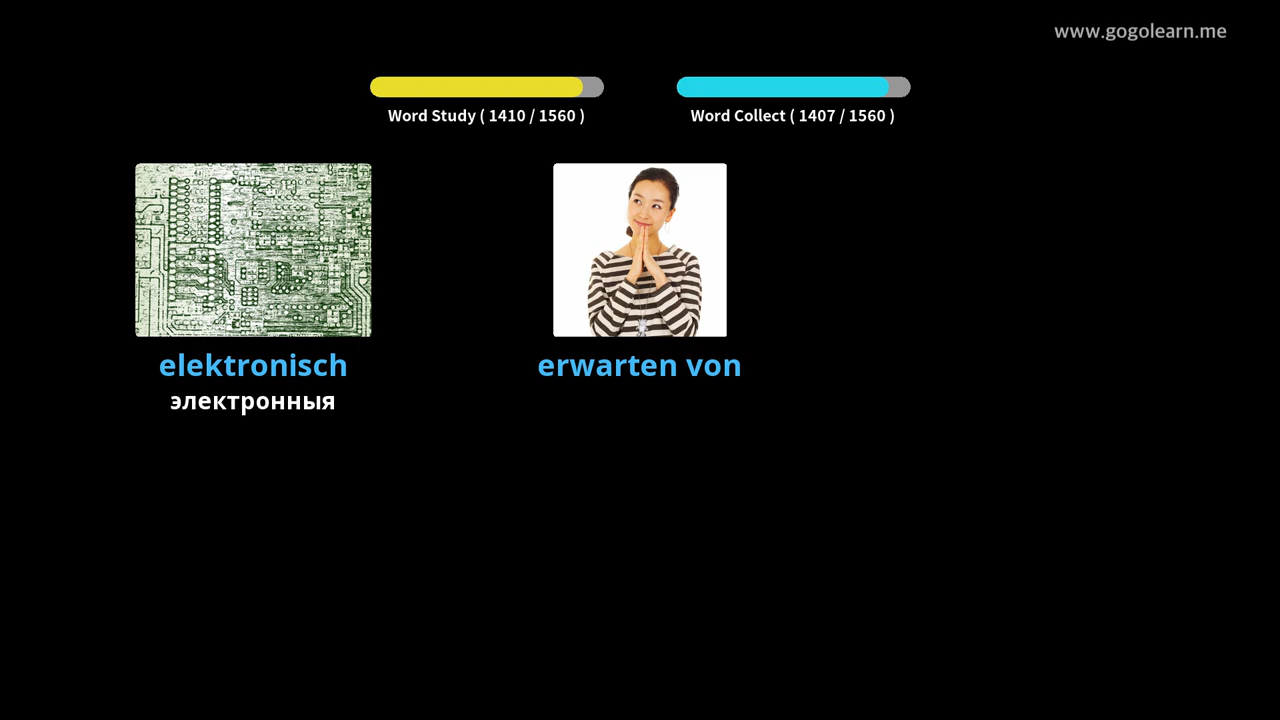 www.gogolearn.me
Word Study ( 1410 / 1560 )
Word Collect ( 1407 / 1560 )
elektronisch
электронныя
erwarten von